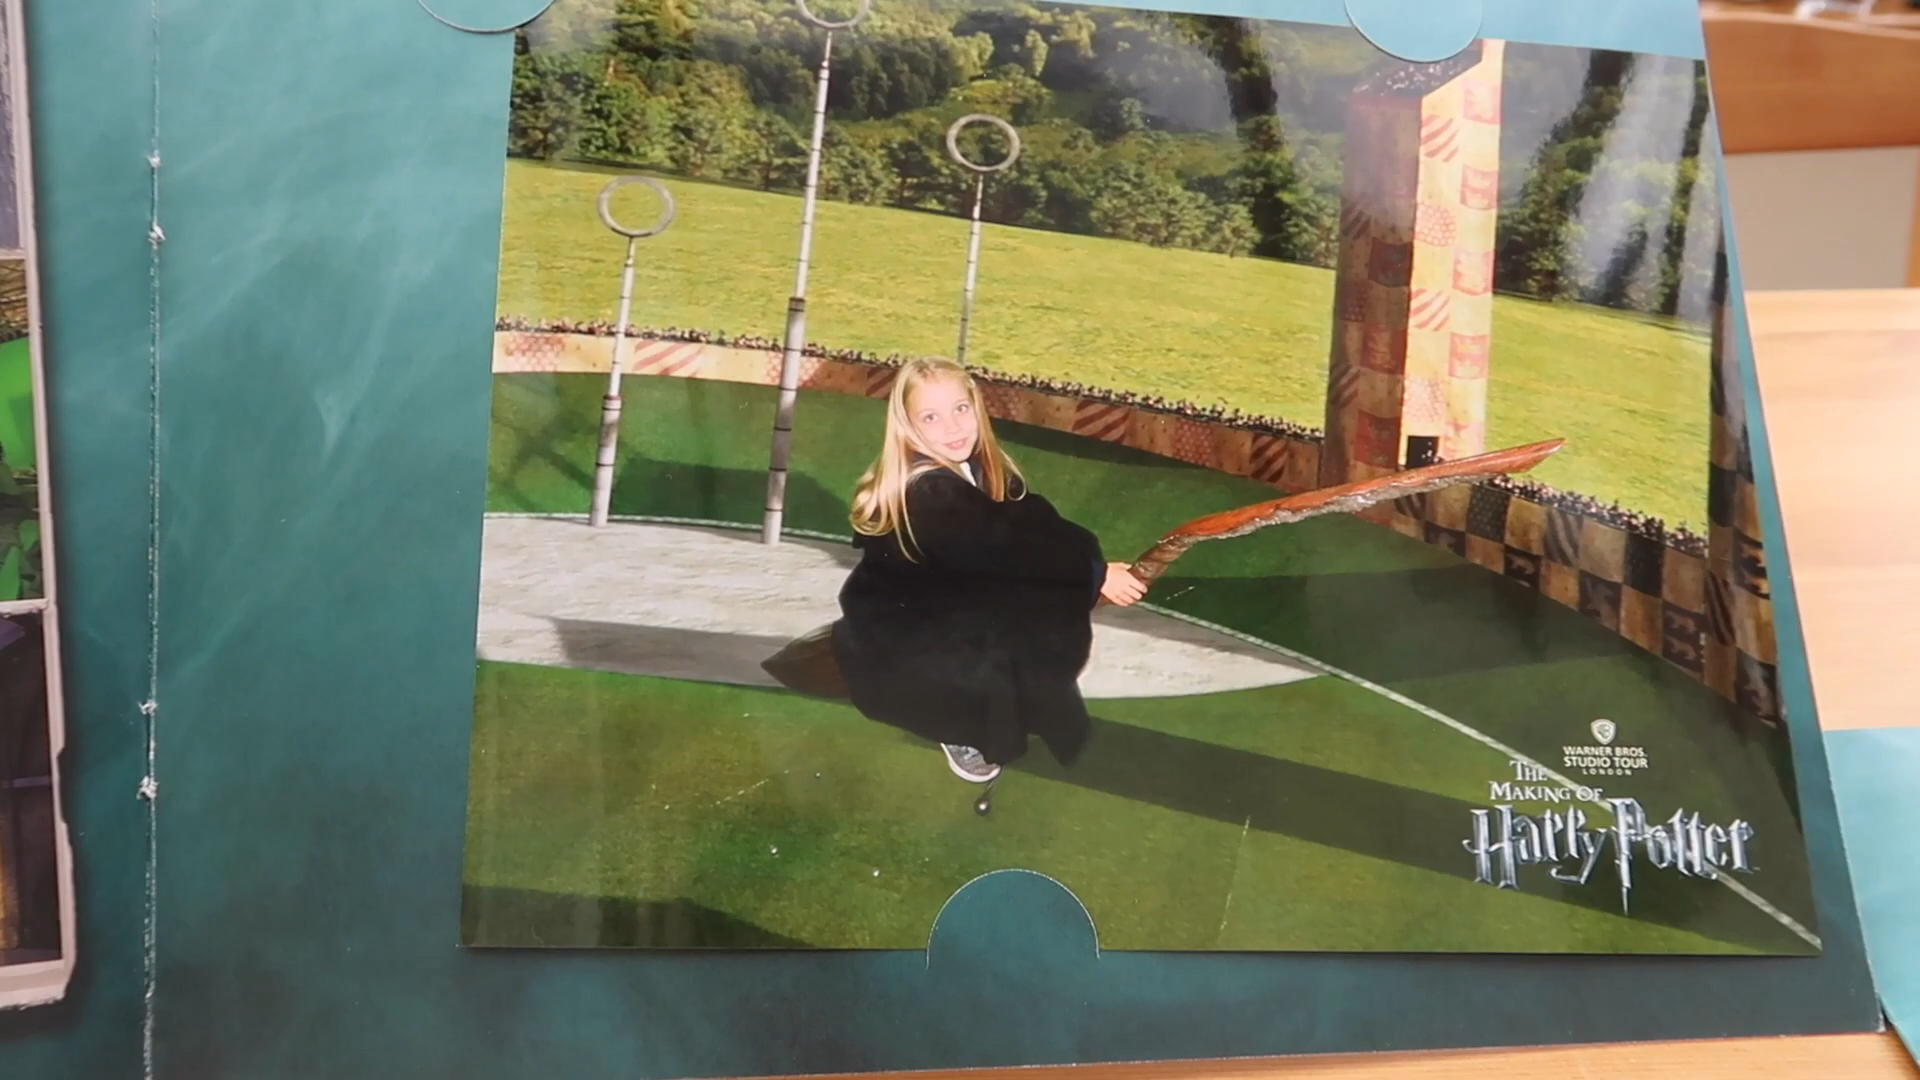 WARNER BROS.
STUDIO TOUR
LONDON
THE
MAKING OF
Harry Potter